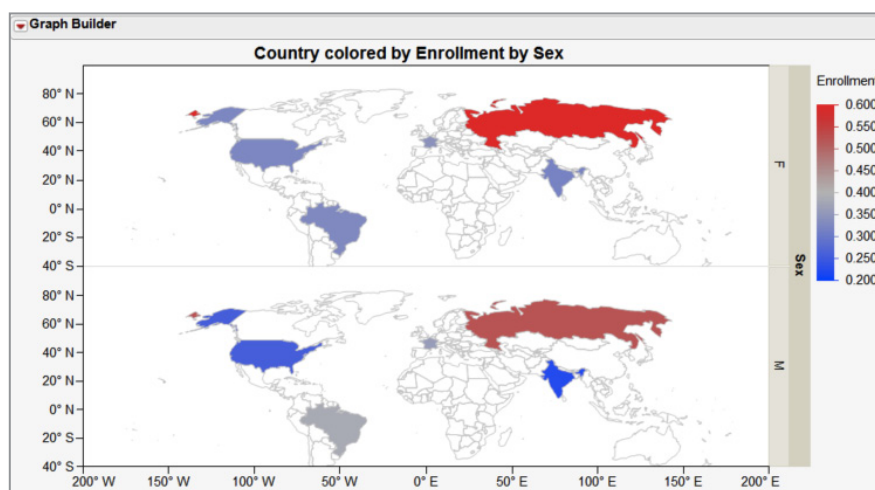 Graph Builder
Country colored by Enrollment by Sex
Enrollment
80° N
60° N
40° N
20° N
0° N
20° S
40° S
F
80° N
60° N
40° N
20° N
0° N
20° S
40° S
M
Sex
0.600
0.550
0.500
0.450
0.400
0.350
0.300
0.250
0.200
200° W 150° W 100° W 50° W 0° E 50° E 100° E 150° E 200° E